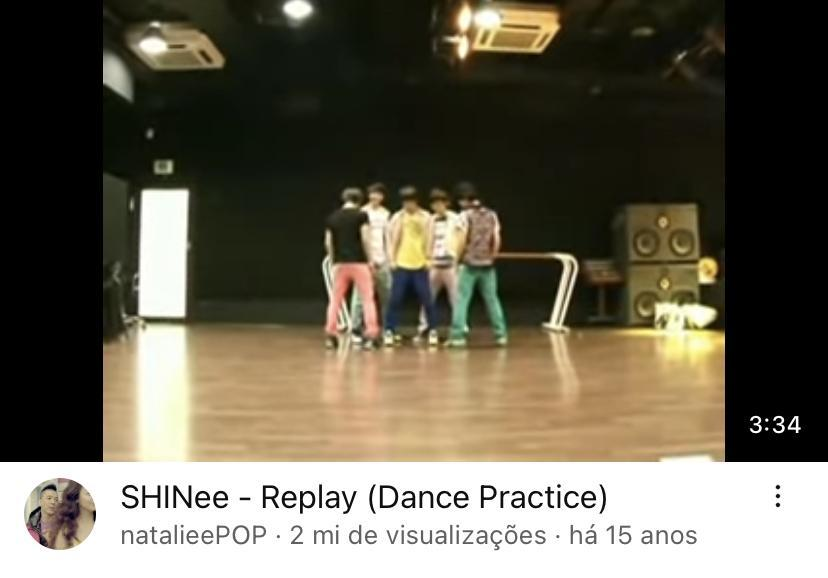 3:34
SHINee - Replay (Dance Practice)
natalieePOP · 2 mi de visualizações · há 15 anos